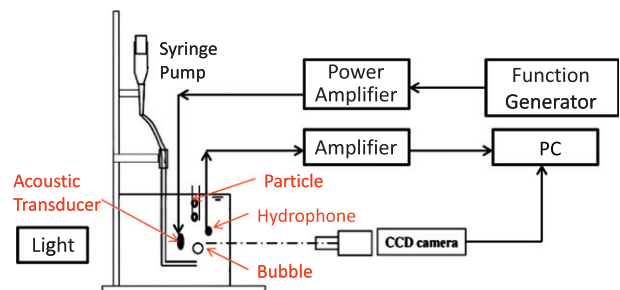 Syringe
Pump
Power
Amplifier
Function
Generator
Amplifier
PC
Particle
Acoustic
Transducer
Hydrophone
Light
CCD camera
Bubble